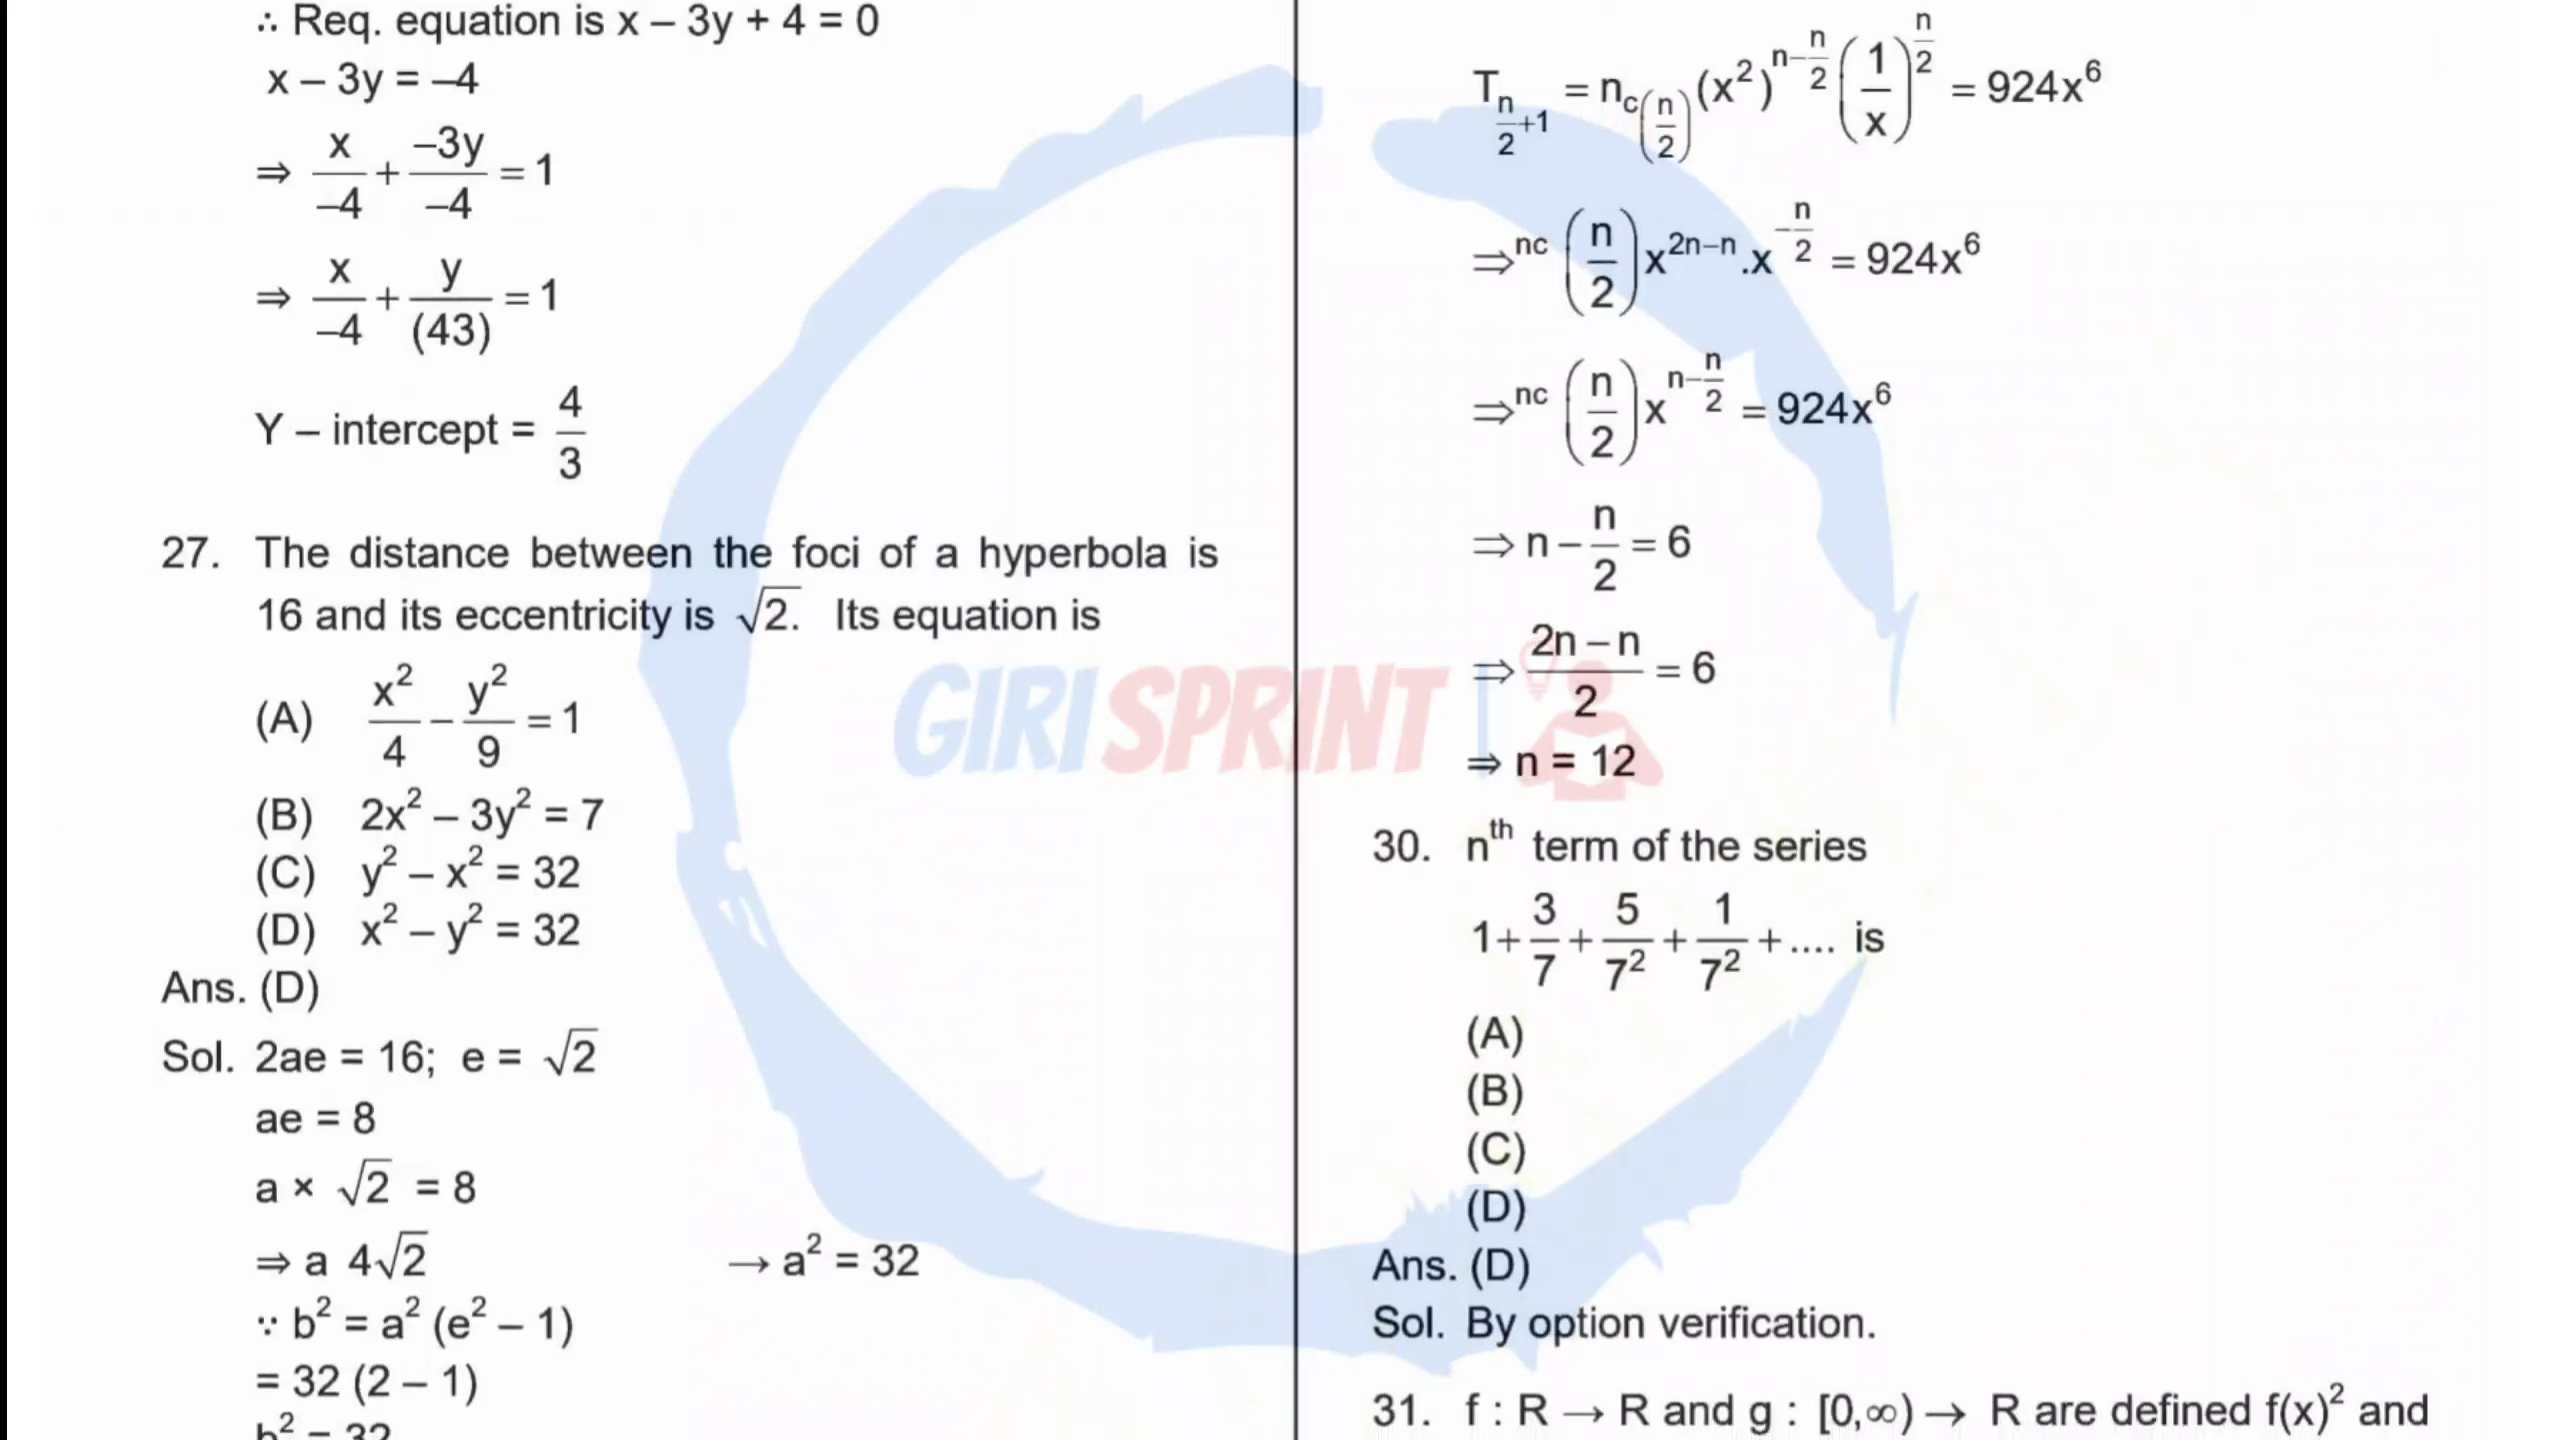 ∴ Req. equation is x – 3y + 4 = 0
x – 3y = –4
⇒ x/–4 + –3y/–4 = 1
⇒ x/–4 + y/(43) = 1
Y – intercept = 4/3
27. The distance between the foci of a hyperbola is
16 and its eccentricity is √2. Its equation is
(A) x²/4 – y²/9 = 1
(B) 2x² – 3y² = 7
(C) y² – x² = 32
(D) x² – y² = 32
Ans. (D)
Sol. 2ae = 16; e = √2
ae = 8
a × √2 = 8
⇒ a 4√2 → a² = 32
∵ b² = a² (e² – 1)
= 32 (2 – 1)
b² = 32
T_(n/2+1) = n_c(n/2) (x²)^(n–n/2) (1/x)^(n/2) = 924x⁶
⇒ ^nc (n/2) x^(2n–n) . x^(–n/2) = 924x⁶
⇒ ^nc (n/2) x^(n–n/2) = 924x⁶
⇒ n – n/2 = 6
⇒ (2n – n)/2 = 6
⇒ n = 12
30. nᵗʰ term of the series
1 + 3/7 + 5/7² + 1/7² + .... is
(A)
(B)
(C)
(D)
Ans. (D)
Sol. By option verification.
31. f : R → R and g : [0,∞) → R are defined f(x)² and
GIRISPRINT